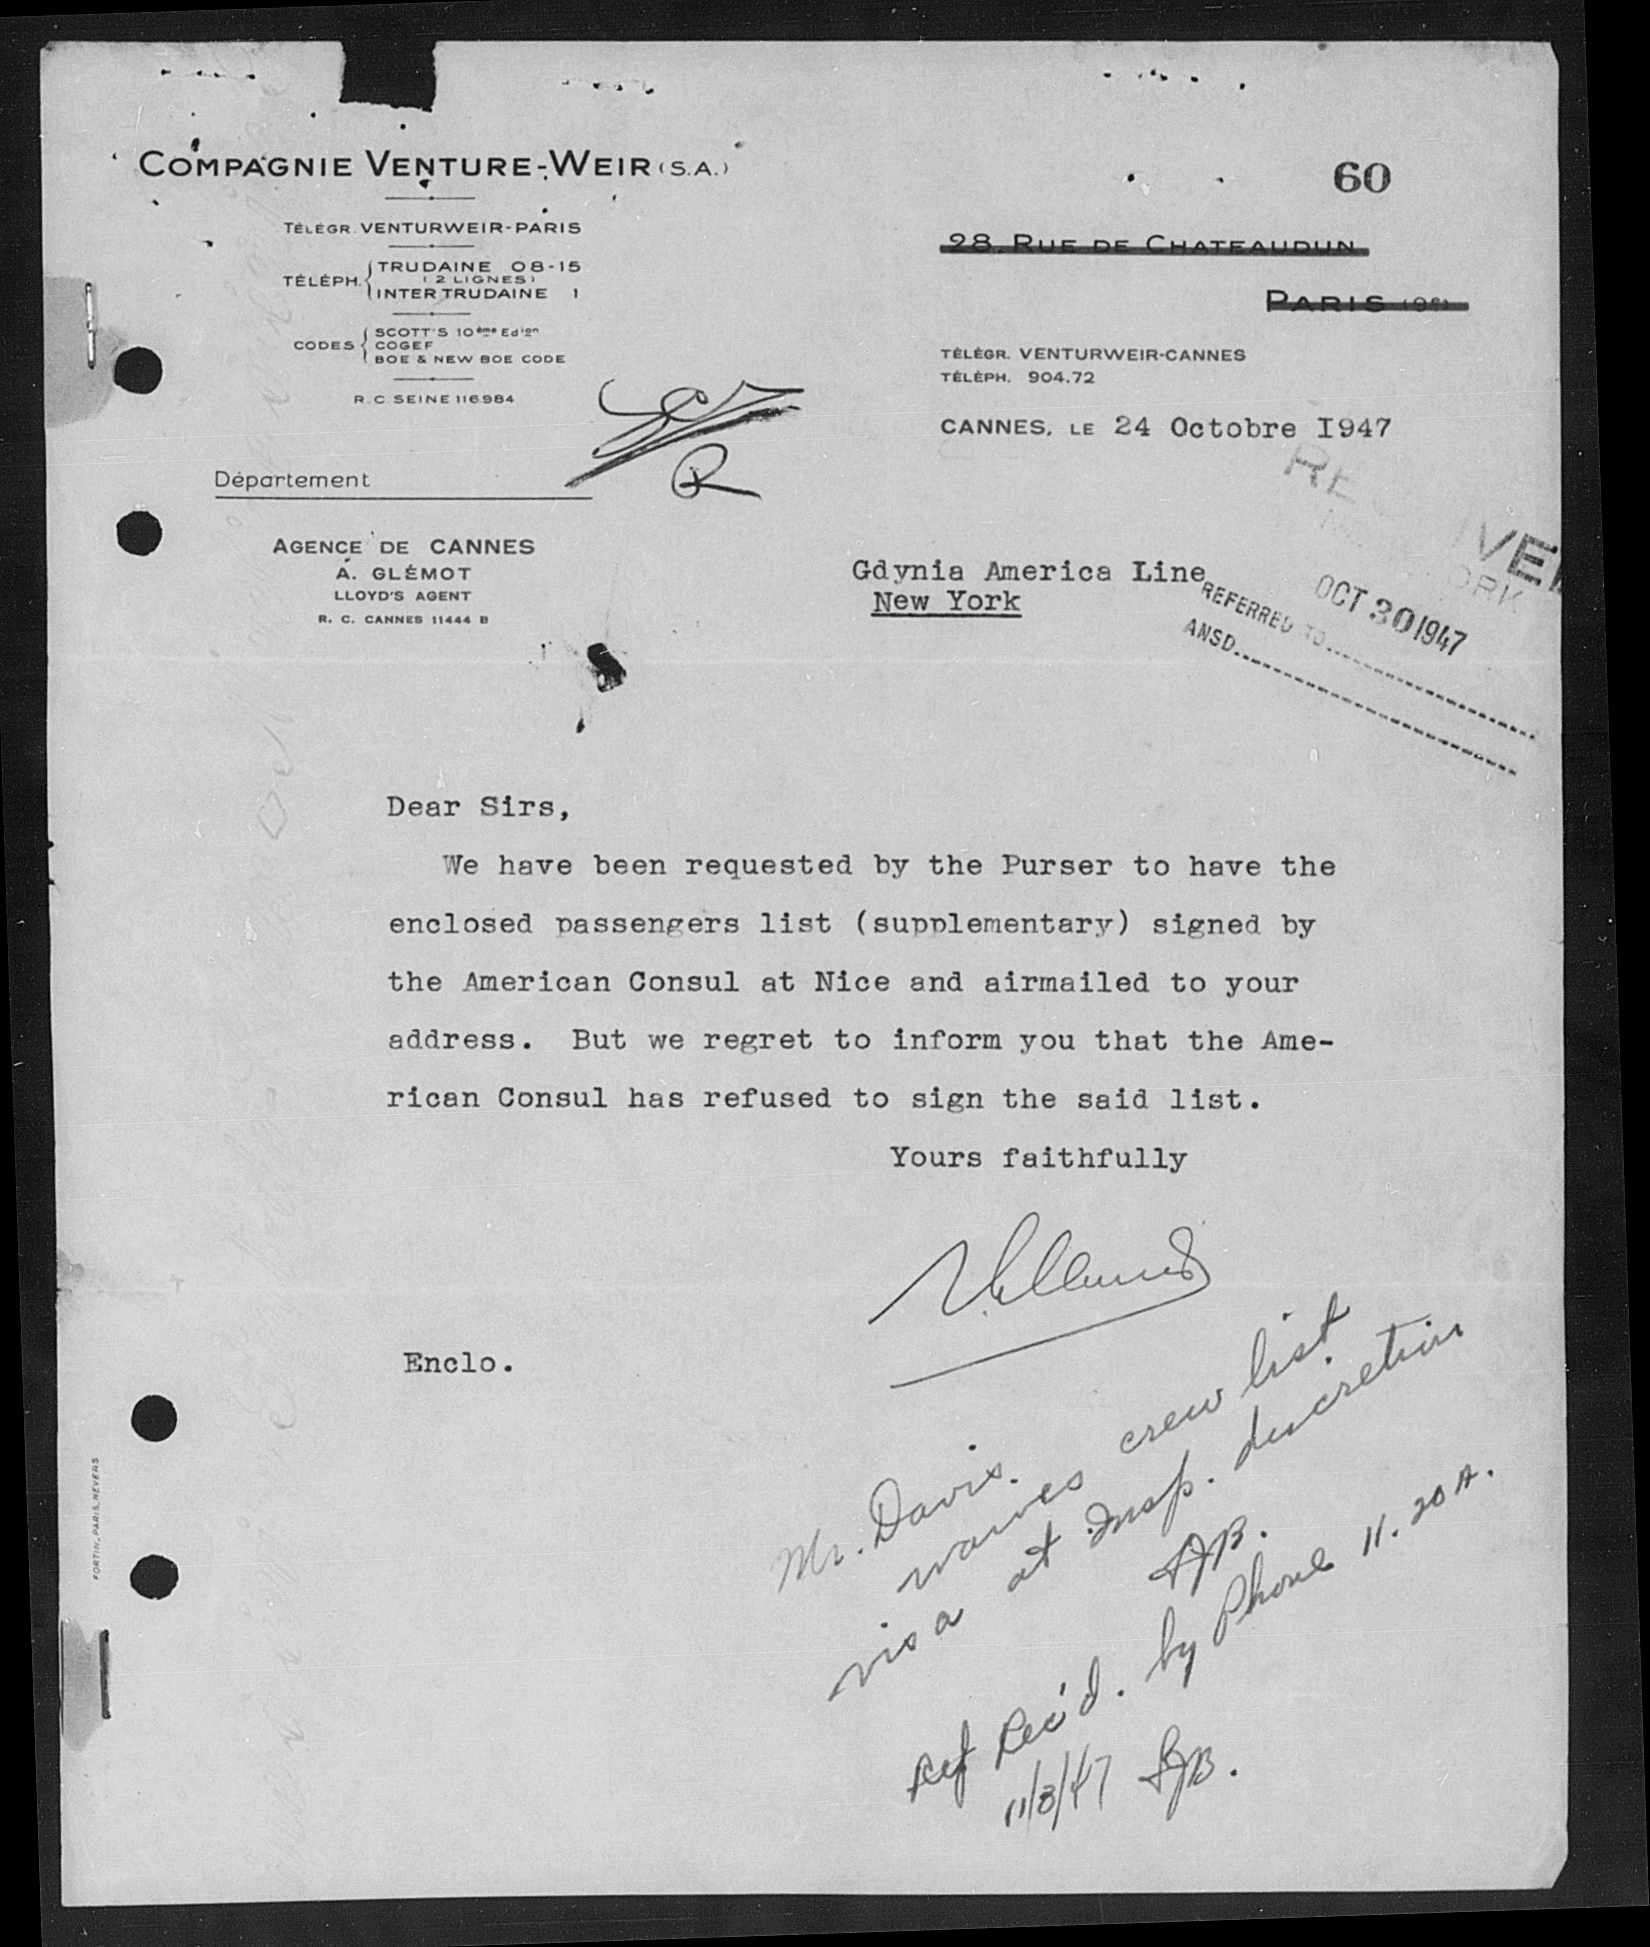 COMPAGNIE VENTURE-WEIR (S.A.)
60
TÉLÉGR. VENTURWEIR-PARIS
TÉLÉPH. TRUDAINE 08-15
(2 LIGNES)
INTER TRUDAINE 1
CODES SCOTT'S 10ème Edion
COGEF
BOE & NEW BOE CODE
R. C. SEINE 116984
28, RUE DE CHATEAUDUN
PARIS (9e)
TÉLÉGR. VENTURWEIR-CANNES
TÉLÉPH. 904.72
CANNES, LE 24 Octobre I947
R
Département
AGENCE DE CANNES
A. GLÉMOT
LLOYD'S AGENT
R. C. CANNES 11444 B
Gdynia America Line
New York
OCT 30 1947
REFERRED TO
ANSD.
Dear Sirs,
We have been requested by the Purser to have the
enclosed passengers list (supplementary) signed by
the American Consul at Nice and airmailed to your
address. But we regret to inform you that the Ame-
rican Consul has refused to sign the said list.
Yours faithfully
Enclo.
Mr. Davis.
waives crew list
visa at Insp. discretion
Ref Rec'd. by Phone 11.20 A.
11/3/47
FORTIN, PARIS, NEVERS